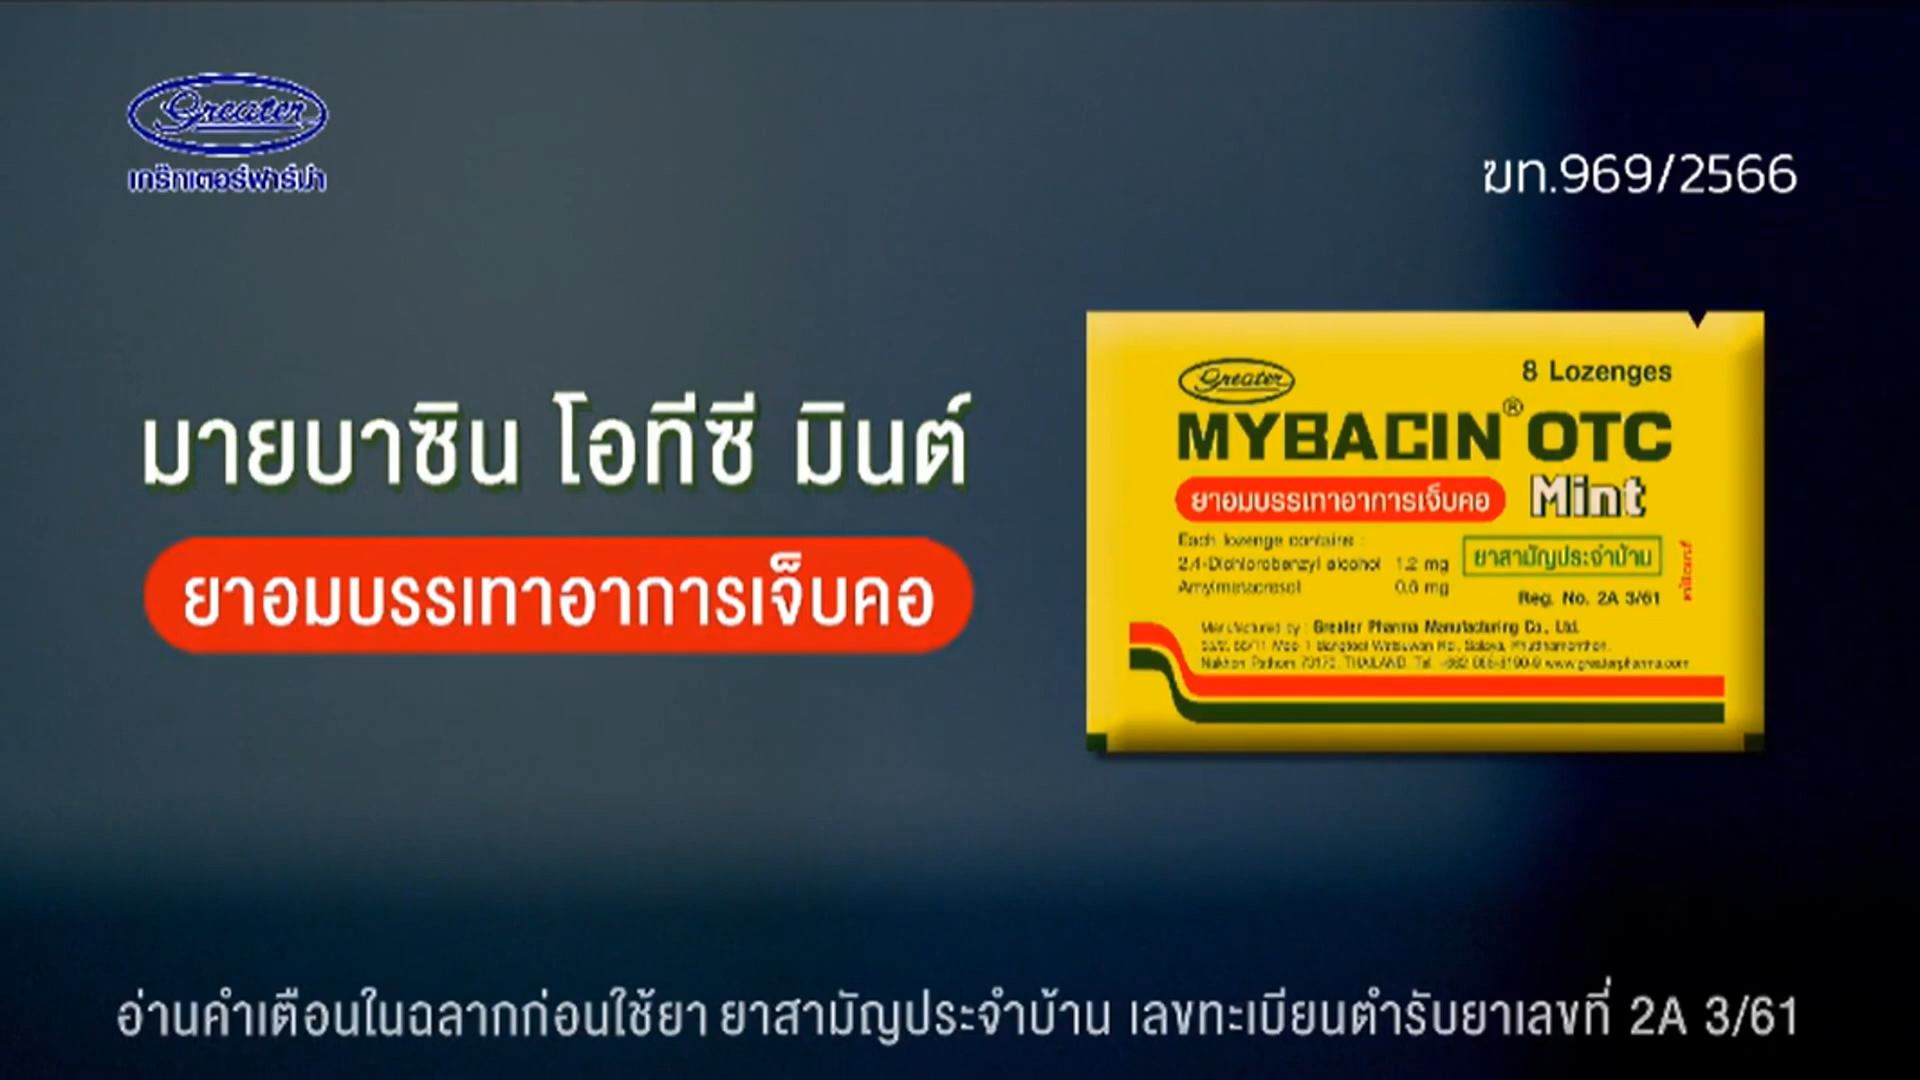 Greater
เกร๊ทเตอร์ฟาร์ม่า
ฆท.969/2566
มายบาซิน โอทีซี มินต์
ยาอมบรรเทาอาการเจ็บคอ
Greater
8 Lozenges
MYBACIN® OTC
ยาอมบรรเทาอาการเจ็บคอ Mint
Each lozenge contains :
2,4-Dichlorobenzyl alcohol 1.2 mg
Amylmetacresol 0.6 mg
ยาสามัญประจำบ้าน
Reg. No. 2A 3/61
Manufactured by : Greater Pharma Manufacturing Co., Ltd.
Nakhon Pathom 73170, THAILAND. Tel. www.greaterpharma.com
อ่านคำเตือนในฉลากก่อนใช้ยา ยาสามัญประจำบ้าน เลขทะเบียนตำรับยาเลขที่ 2A 3/61